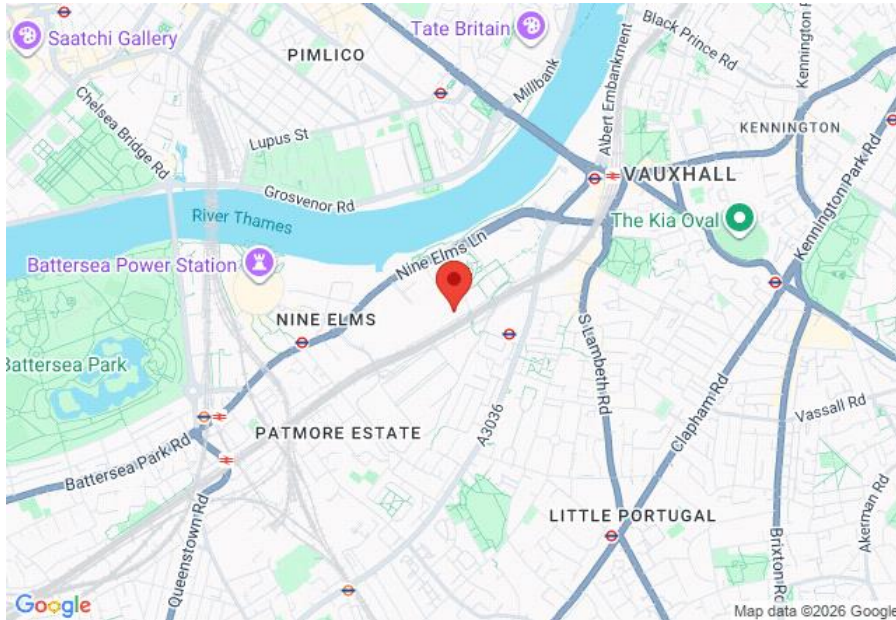 Saatchi Gallery
Tate Britain
PIMLICO
Black Prince Rd
Kennington R
Millbank
Albert Embankment
Chelsea Bridge Rd
Lupus St
KENNINGTON
VAUXHALL
Grosvenor Rd
Kennington Park Rd
River Thames
The Kia Oval
Battersea Power Station
Nine Elms Ln
NINE ELMS
S Lambeth Rd
Battersea Park
Clapham Rd
A3036
Vassall Rd
PATMORE ESTATE
Battersea Park Rd
Queenstown Rd
LITTLE PORTUGAL
Akerman Rd
Brixton Rd
Google
Map data ©2026 Google